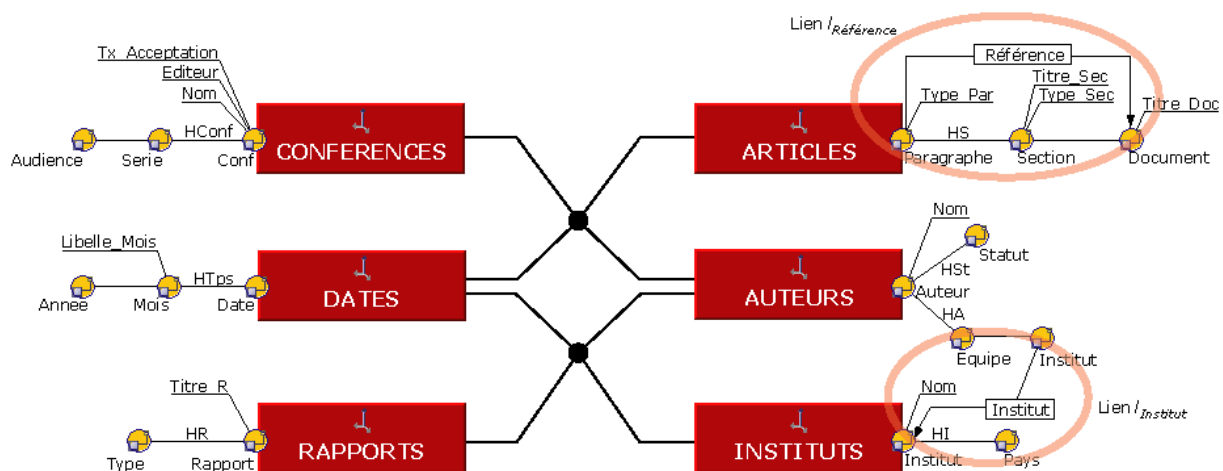 Lien lRéférence
Référence
Tx_Acceptation
Editeur
Nom
HConf
Audience
Serie
Conf
CONFERENCES
ARTICLES
Type_Par
Titre_Sec
Type_Sec
Titre_Doc
HS
Paragraphe
Section
Document
Libelle_Mois
HTps
Annee
Mois
Date
DATES
AUTEURS
Nom
Statut
HSt
Auteur
HA
Equipe
Institut
Titre_R
HR
Type
Rapport
RAPPORTS
INSTITUTS
Nom
Institut
Lien lInstitut
HI
Institut
Pays